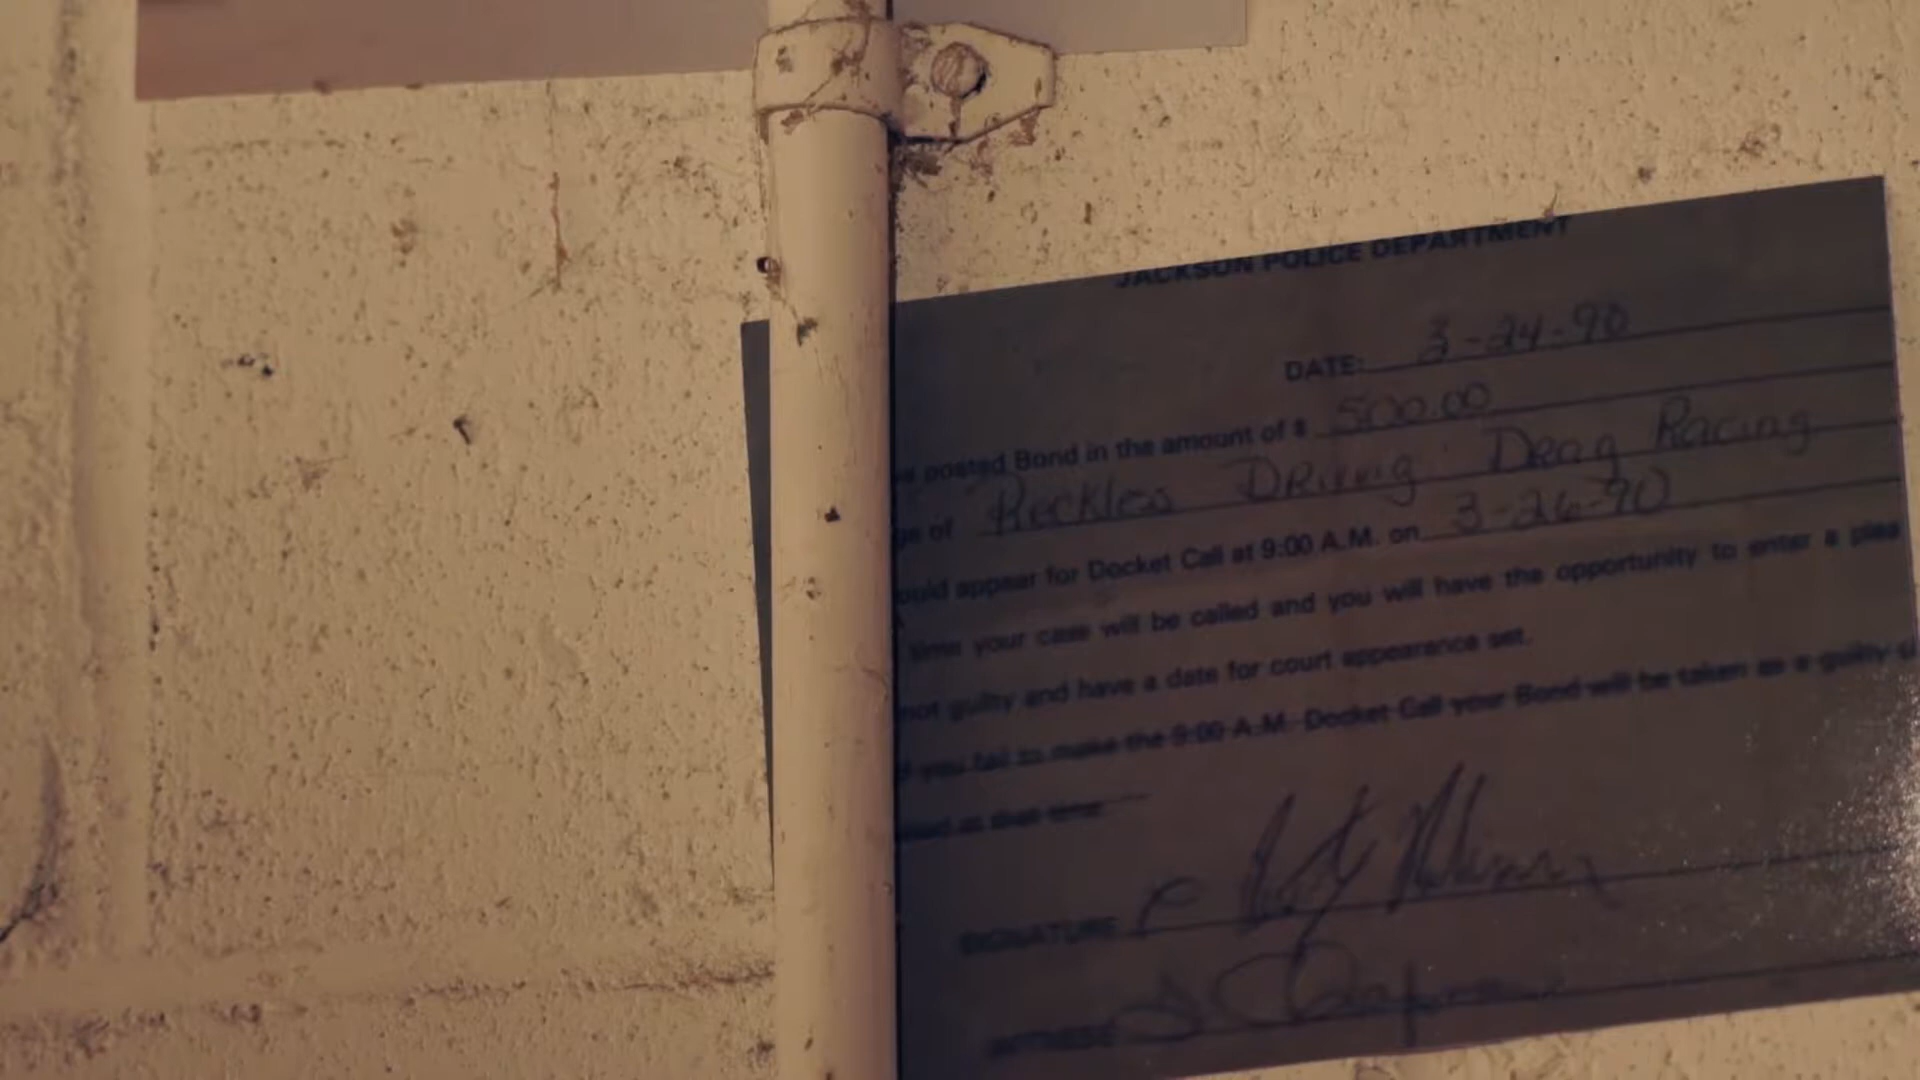 JACKSON POLICE DEPARTMENT
DATE: 3-24-90
posted Bond in the amount of $ 500.00
of Reckless Driving Drag Racing
appear for Docket Call at 9:00 A.M. on 3-26-90
time your case will be called and you will have the opportunity to enter a plea
not guilty and have a date for court appearance set.
you fail to make the 9:00 A.M. Docket Call your Bond will be taken as a guilty
at that time
SIGNATURE
WITNESS